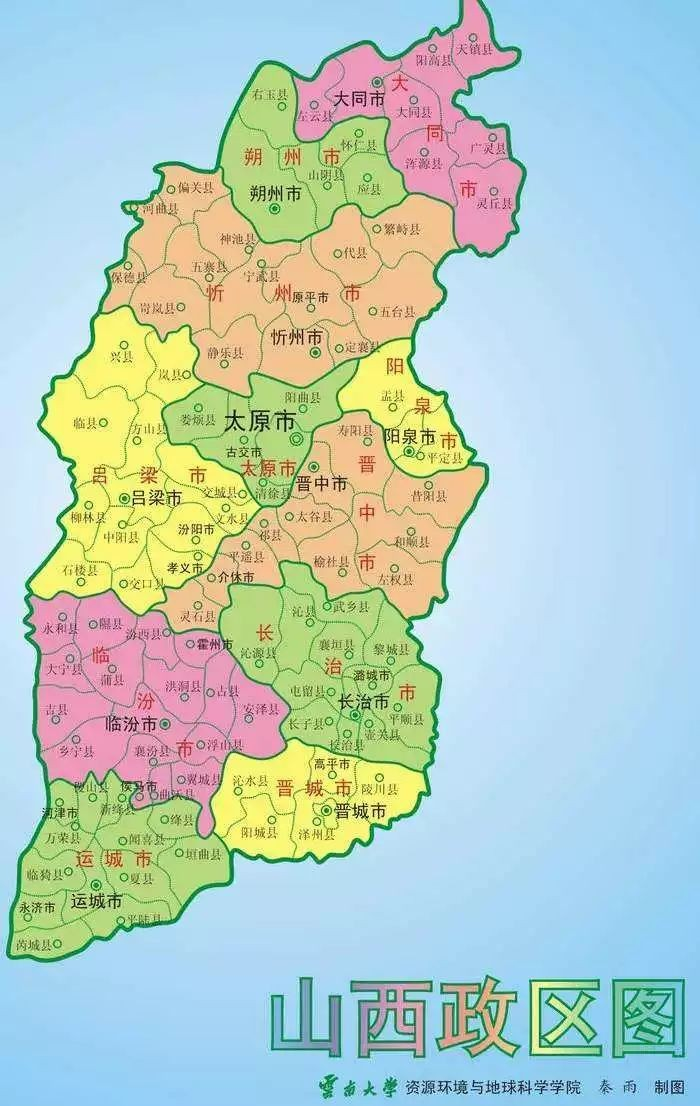 天镇县
阳高县
大
右玉县
大同市
左云县
大同县
同
怀仁县
广灵县
浑源县
朔州市
山阴县
应县
市
灵丘县
朔州市
偏关县
河曲县
繁峙县
神池县
代县
五寨县
宁武县
保德县
忻州市
原平市
岢岚县
五台县
忻州市
静乐县
定襄县
兴县
岚县
阳
盂县
阳曲县
泉
娄烦县
太原市
临县
方山县
寿阳县
阳泉市
市
古交市
平定县
吕梁市
太原市
晋
晋中市
吕梁市
交城县
清徐县
昔阳县
柳林县
文水县
太谷县
中
中阳县
汾阳市
祁县
和顺县
平遥县
孝义市
榆社县
市
石楼县
交口县
介休市
左权县
灵石县
沁县
武乡县
永和县
隰县
汾西县
长
霍州市
襄垣县
临
沁源县
黎城县
大宁县
蒲县
治
潞城市
洪洞县
古县
屯留县
市
汾
吉县
安泽县
长治市
平顺县
临汾市
长子县
壶关县
乡宁县
市
浮山县
长治县
襄汾县
高平市
翼城县
沁水县
晋城市
陵川县
稷山县
侯马市
曲沃县
河津市
新绛县
晋城市
绛县
阳城县
泽州县
万荣县
闻喜县
运城市
垣曲县
临猗县
夏县
运城市
永济市
平陆县
芮城县
山西政区图
云南大学 资源环境与地球科学学院 秦雨 制图